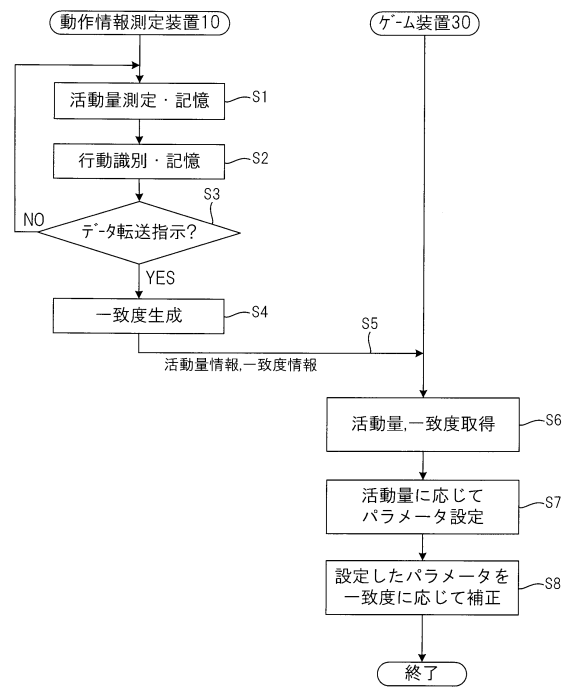 動作情報測定装置10
ゲーム装置30
活動量測定・記憶
S1
行動識別・記憶
S2
S3
NO
データ転送指示?
YES
一致度生成
S4
S5
活動量情報,一致度情報
活動量,一致度取得
S6
活動量に応じて
パラメータ設定
S7
設定したパラメータを
一致度に応じて補正
S8
終了